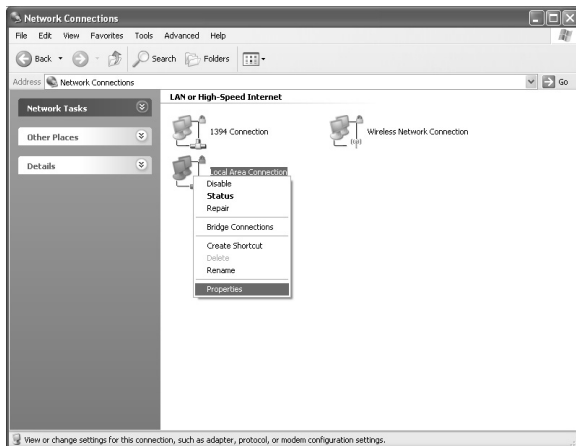 Network Connections
File Edit View Favorites Tools Advanced Help
Back Search Folders
Address Network Connections Go
Network Tasks
Other Places
Details
LAN or High-Speed Internet
1394 Connection
Wireless Network Connection
Local Area Connection
Disable
Status
Repair
Bridge Connections
Create Shortcut
Delete
Rename
Properties
View or change settings for this connection, such as adapter, protocol, or modem configuration settings.